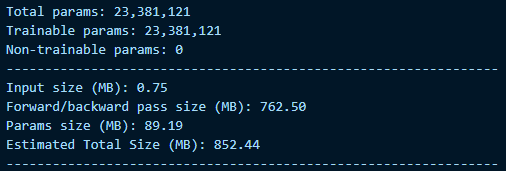 Total params: 23,381,121
Trainable params: 23,381,121
Non-trainable params: 0
----------------------------------------------------------------
Input size (MB): 0.75
Forward/backward pass size (MB): 762.50
Params size (MB): 89.19
Estimated Total Size (MB): 852.44
----------------------------------------------------------------